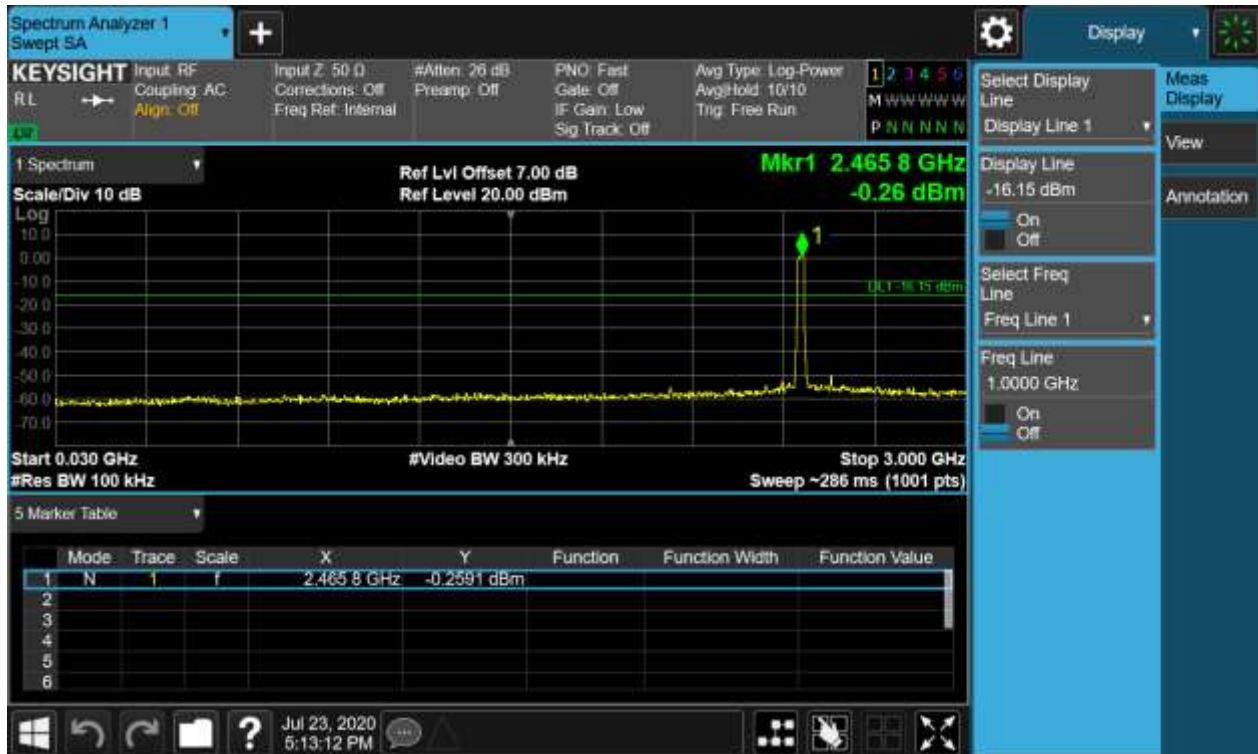 Spectrum Analyzer 1
Swept SA
+
Display
KEYSIGHT
RL
Input: RF
Coupling: AC
Align: Off
Input Z: 50 Ω
Corrections: Off
Freq Ref: Internal
#Atten: 26 dB
Preamp: Off
PNO: Fast
Gate: Off
IF Gain: Low
Sig Track: Off
Avg Type: Log-Power
Avg|Hold: 10/10
Trig: Free Run
1 2 3 4 5 6
M W W W W W
P N N N N N
Select Display
Line
Display Line 1
Display Line
-16.15 dBm
On
Off
Select Freq
Line
Freq Line 1
Freq Line
1.0000 GHz
On
Off
Meas
Display
View
Annotation
1 Spectrum
Scale/Div 10 dB
Ref Lvl Offset 7.00 dB
Ref Level 20.00 dBm
Mkr1 2.465 8 GHz
-0.26 dBm
Log
10.0
0.00
-10.0
-20.0
-30.0
-40.0
-50.0
-60.0
-70.0
1
DL1 -16.15 dBm
Start 0.030 GHz
#Res BW 100 kHz
#Video BW 300 kHz
Stop 3.000 GHz
Sweep ~286 ms (1001 pts)
5 Marker Table
Mode Trace Scale X Y Function Function Width Function Value
1 N 1 f 2.465 8 GHz -0.2591 dBm
2
3
4
5
6
?
Jul 23, 2020
5:13:12 PM